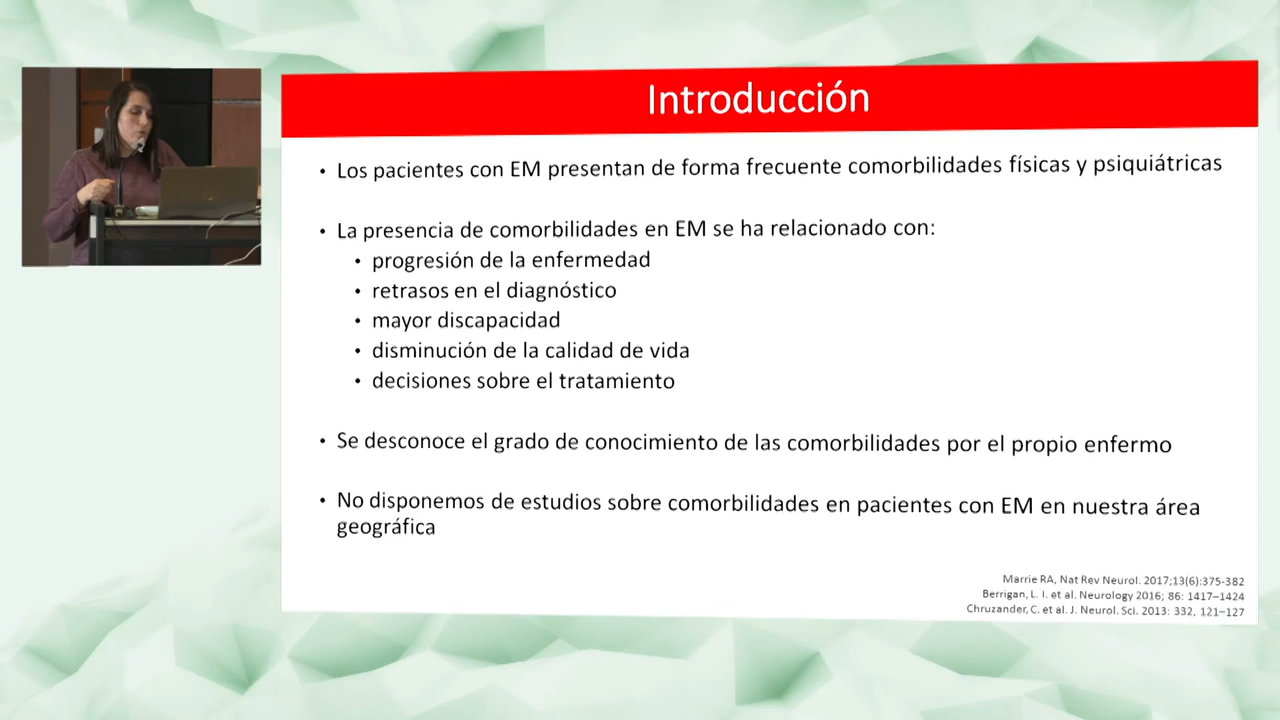 Introducción
• Los pacientes con EM presentan de forma frecuente comorbilidades físicas y psiquiátricas
• La presencia de comorbilidades en EM se ha relacionado con:
• progresión de la enfermedad
• retrasos en el diagnóstico
• mayor discapacidad
• disminución de la calidad de vida
• decisiones sobre el tratamiento
• Se desconoce el grado de conocimiento de las comorbilidades por el propio enfermo
• No disponemos de estudios sobre comorbilidades en pacientes con EM en nuestra área
geográfica
Marrie RA, Nat Rev Neurol. 2017;13(6):375-382
Berrigan, L. I. et al. Neurology 2016; 86: 1417–1424
Chruzander, C. et al. J. Neurol. Sci. 2013: 332, 121–127